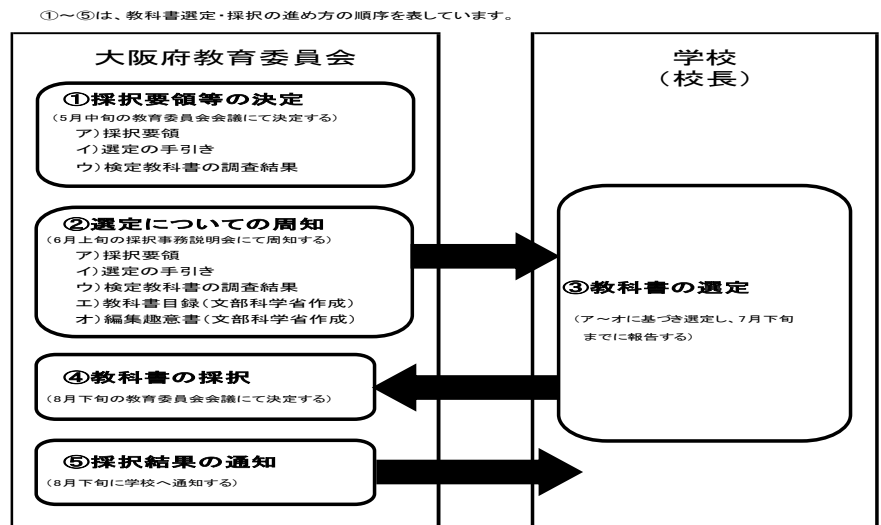 ①～⑤は、教科書選定・採択の進め方の順序を表しています。
大阪府教育委員会
①採択要領等の決定
（5月中旬の教育委員会会議にて決定する）
ア）採択要領
イ）選定の手引き
ウ）検定教科書の調査結果
②選定についての周知
（6月上旬の採択事務説明会にて周知する）
ア）採択要領
イ）選定の手引き
ウ）検定教科書の調査結果
エ）教科書目録（文部科学省作成）
オ）編集趣意書（文部科学省作成）
④教科書の採択
（8月下旬の教育委員会会議にて決定する）
⑤採択結果の通知
（8月下旬に学校へ通知する）
学校
（校長）
③教科書の選定
（ア～オに基づき選定し、7月下旬
までに報告する）